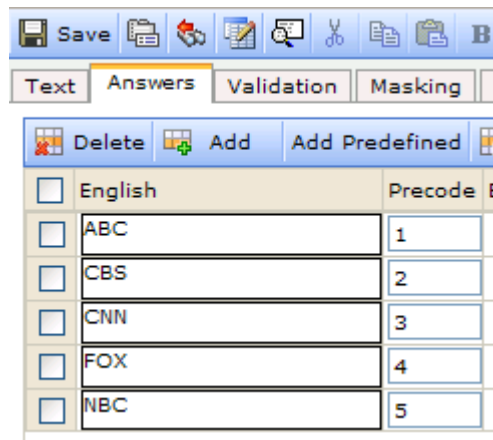 Save B
Text Answers Validation Masking
Delete Add Add Predefined
English Precode
ABC 1
CBS 2
CNN 3
FOX 4
NBC 5